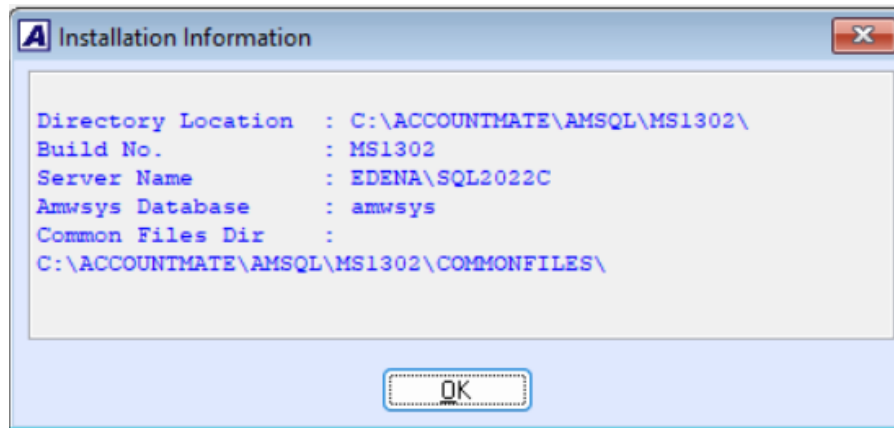 A Installation Information
Directory Location : C:\ACCOUNTMATE\AMSQL\MS1302\
Build No. : MS1302
Server Name : EDENA\SQL2022C
Amwsys Database : amwsys
Common Files Dir :
C:\ACCOUNTMATE\AMSQL\MS1302\COMMONFILES\
OK